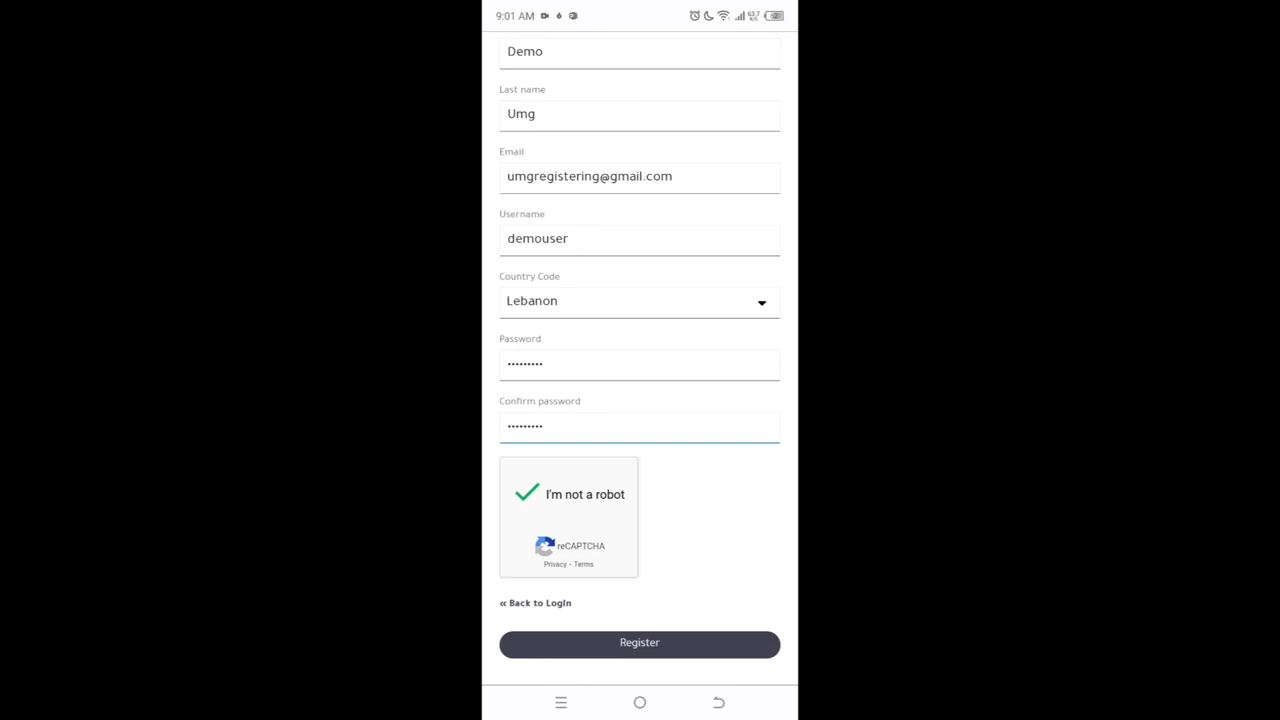 9:01 AM
Demo
Last name
Umg
Email
umgregistering@gmail.com
Username
demouser
Country Code
Lebanon
Password
•••••••••
Confirm password
•••••••••
I'm not a robot
reCAPTCHA
Privacy - Terms
« Back to Login
Register